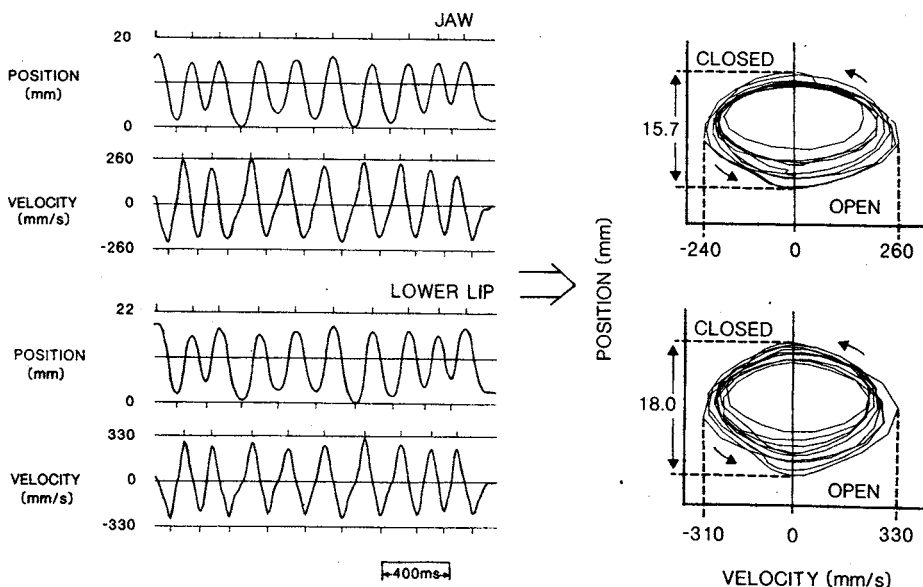 JAW
20
POSITION
(mm)
0
260
VELOCITY
(mm/s)
0
-260
LOWER LIP
22
POSITION
(mm)
0
330
VELOCITY
(mm/s)
0
-330
400ms
CLOSED
15.7
OPEN
-240 0 260
POSITION (mm)
CLOSED
18.0
OPEN
-310 0 330
VELOCITY (mm/s)